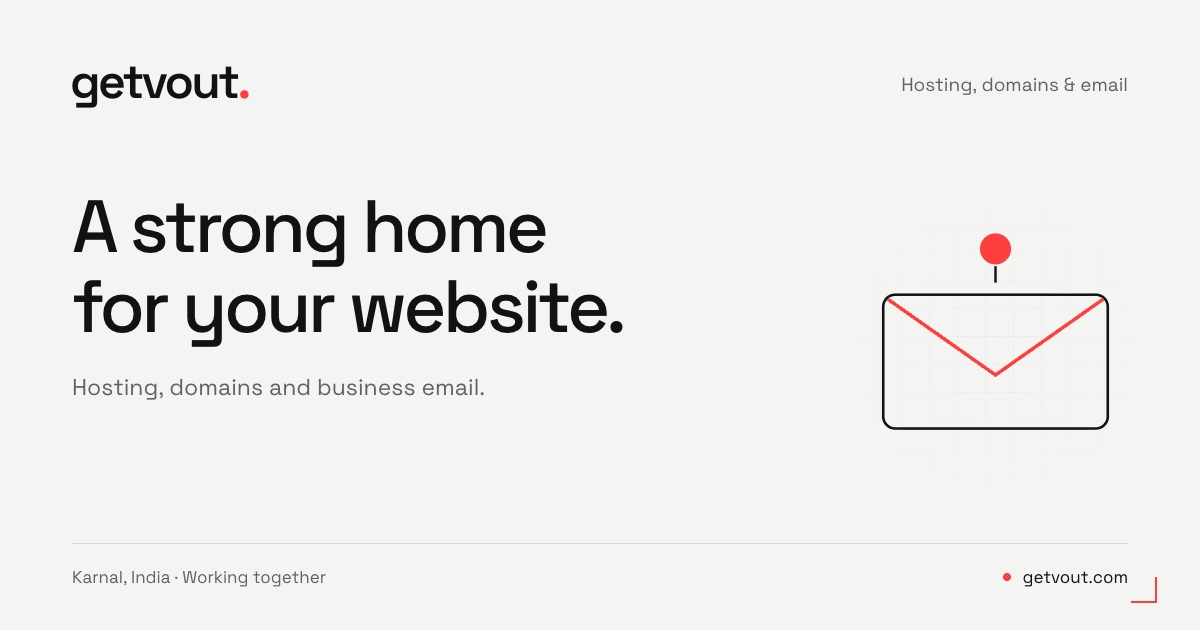 getvout.
Hosting, domains & email
A strong home
for your website.
Hosting, domains and business email.
Karnal, India · Working together
getvout.com